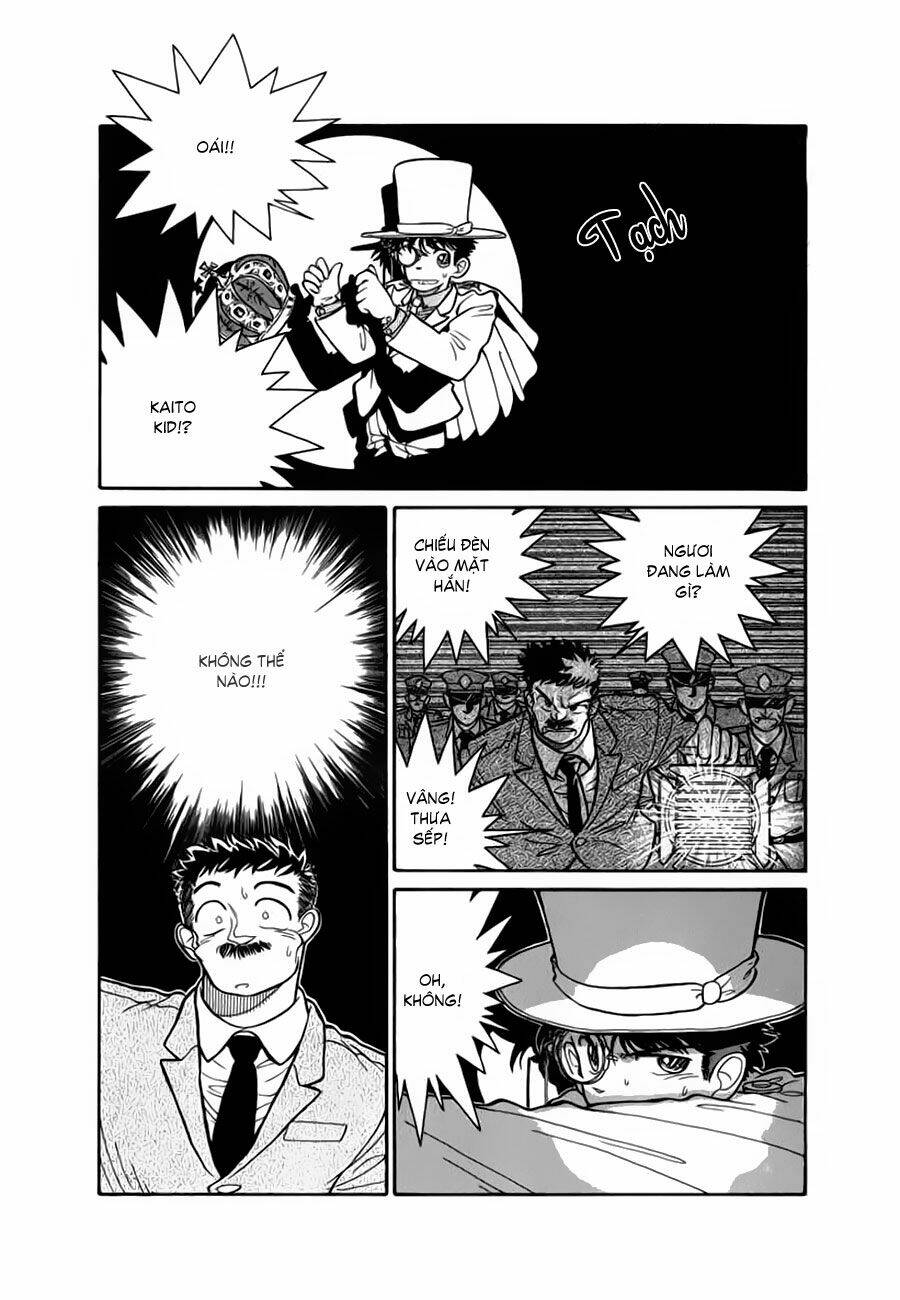 OÁI!!
Tạch
KAITO
KID!?
CHIẾU ĐÈN
VÀO MẶT
HẮN!
NGƯƠI
ĐANG LÀM
GÌ?
VÂNG!
THƯA
SẾP!
KHÔNG THỂ
NÀO!!!
OH,
KHÔNG!